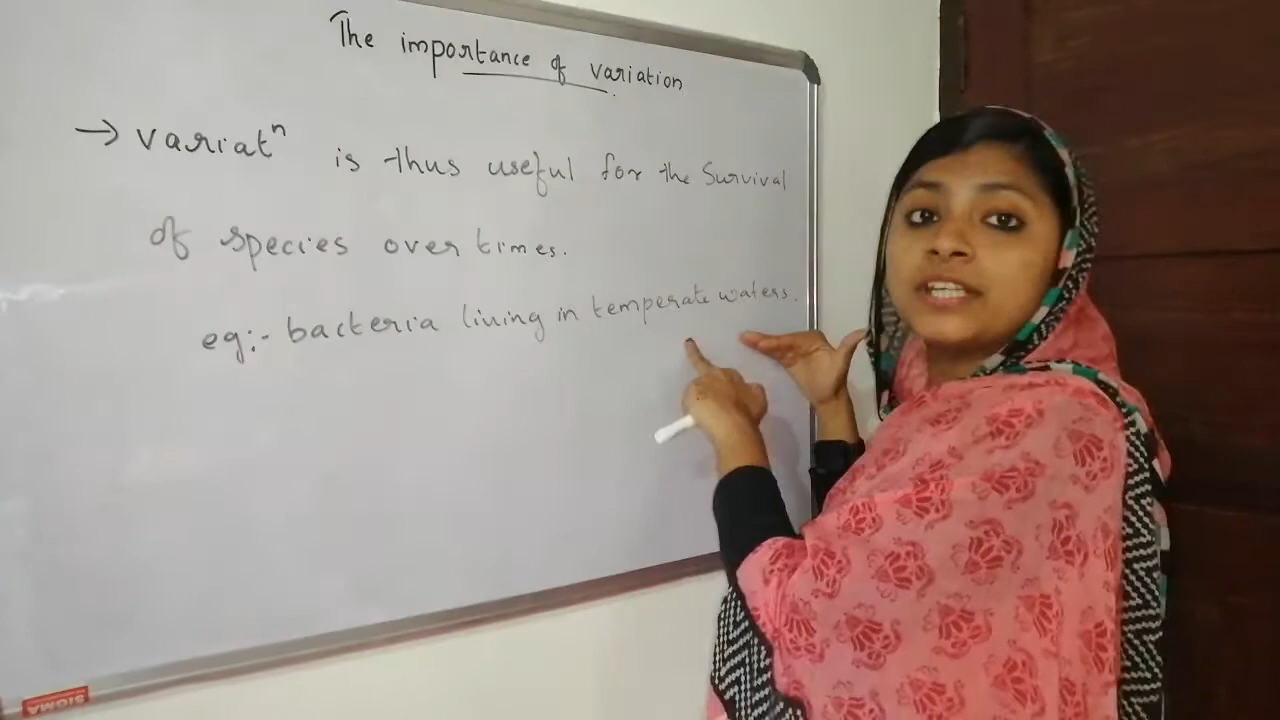 The importance of variation
→ variatⁿ is thus useful for the Survival
of species over times.
eg:- bacteria living in temperate waters.
SIGMA